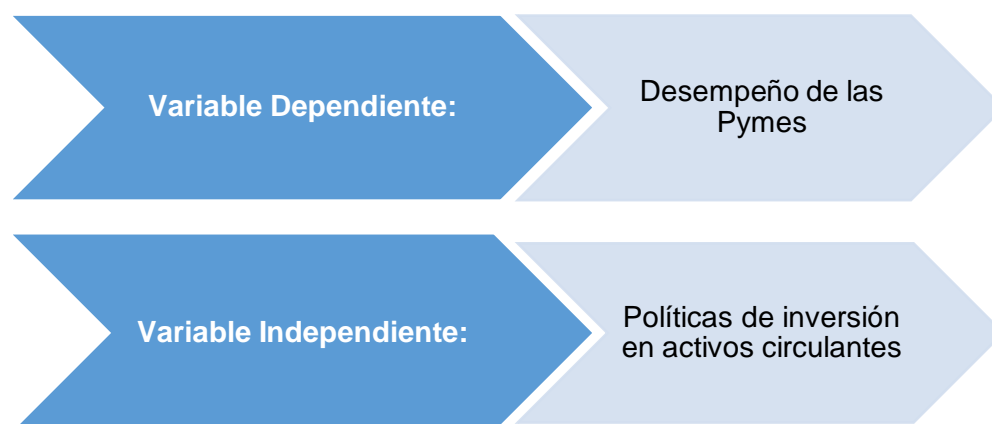 Variable Dependiente:
Desempeño de las
Pymes
Variable Independiente:
Políticas de inversión
en activos circulantes